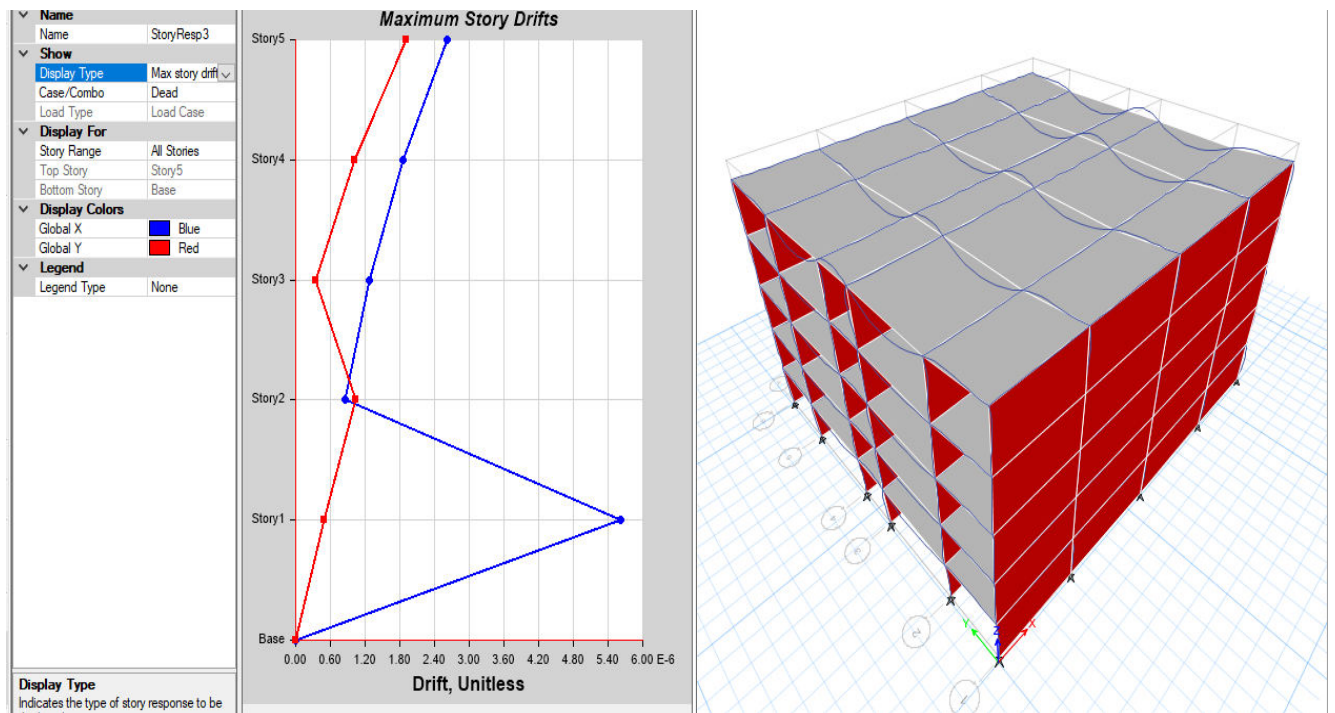 Name
Name StoryResp3
Show
Display Type Max story drift
Case/Combo Dead
Load Type Load Case
Display For
Story Range All Stories
Top Story Story5
Bottom Story Base
Display Colors
Global X Blue
Global Y Red
Legend
Legend Type None
Display Type
Indicates the type of story response to be
Maximum Story Drifts
Story5
Story4
Story3
Story2
Story1
Base
0.00 0.60 1.20 1.80 2.40 3.00 3.60 4.20 4.80 5.40 6.00 E-6
Drift, Unitless
Y Z X